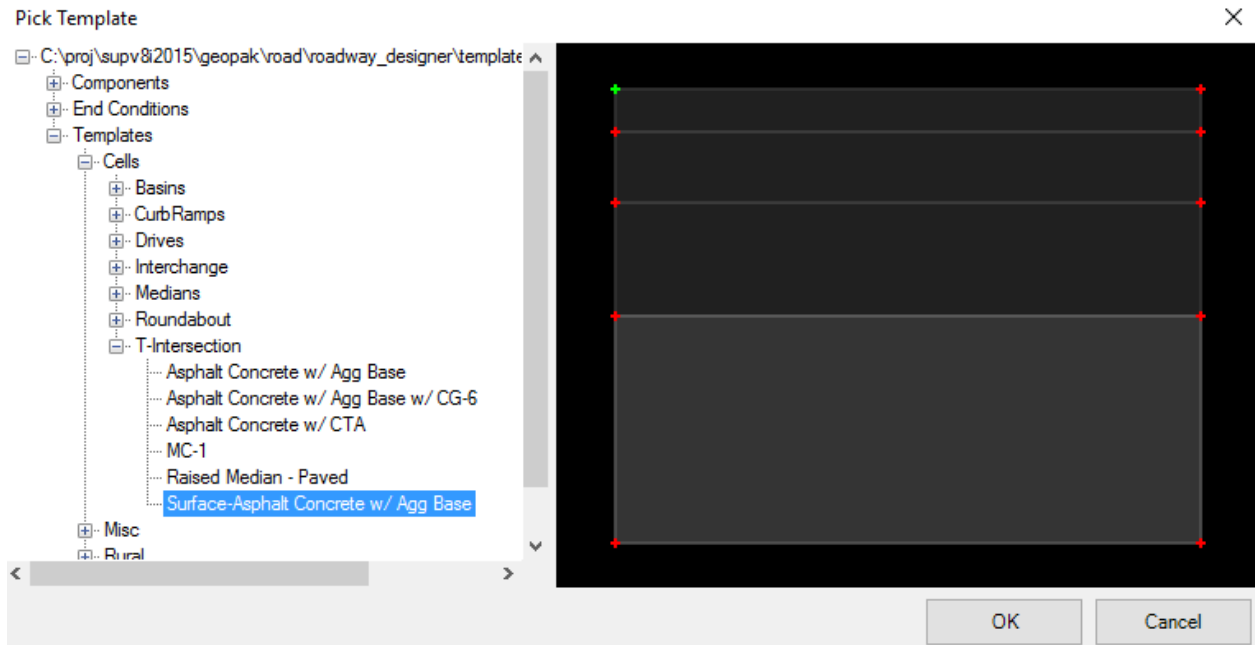 Pick Template
C:\proj\supv8i2015\geopak\road\roadway_designer\template
Components
End Conditions
Templates
Cells
Basins
CurbRamps
Drives
Interchange
Medians
Roundabout
T-Intersection
Asphalt Concrete w/ Agg Base
Asphalt Concrete w/ Agg Base w/ CG-6
Asphalt Concrete w/ CTA
MC-1
Raised Median - Paved
Surface-Asphalt Concrete w/ Agg Base
Misc
Rural
OK Cancel